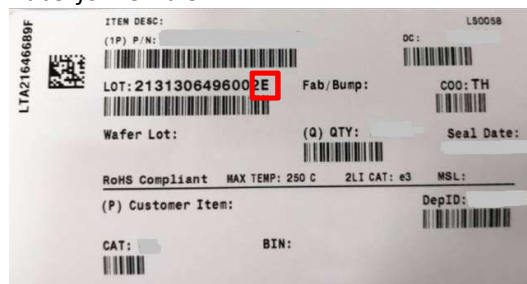 LTA21646689F
ITEM DESC:
LS0058
(1P) P/N:
DC:
LOT: 2131306496002E
Fab/Bump:
COO: TH
Wafer Lot:
(Q) QTY:
Seal Date:
RoHS Compliant MAX TEMP: 250 C 2LI CAT: e3 MSL:
(P) Customer Item:
DepID:
CAT:
BIN: